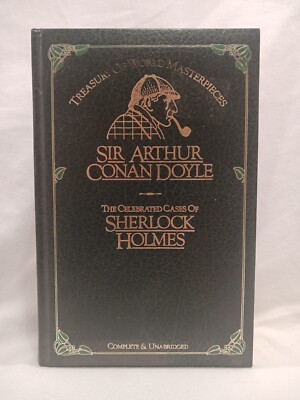 Treasury Of World Masterpieces
Sir Arthur
Conan Doyle
The Celebrated Cases Of
Sherlock
Holmes
Complete & Unabridged